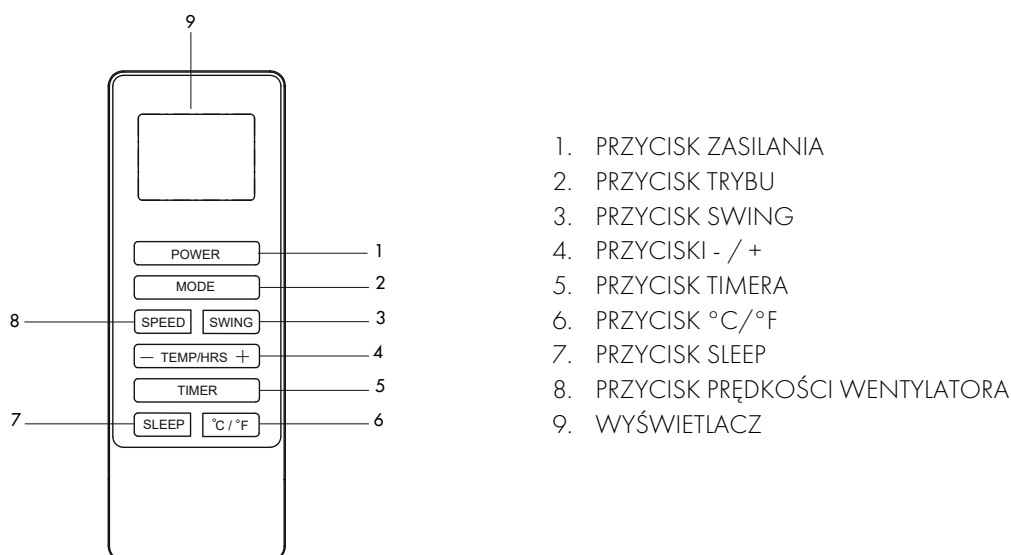 9
POWER
1
MODE
2
8
SPEED
SWING
3
— TEMP/HRS +
4
TIMER
5
7
SLEEP
°C / °F
6
1. PRZYCISK ZASILANIA
2. PRZYCISK TRYBU
3. PRZYCISK SWING
4. PRZYCISKI - / +
5. PRZYCISK TIMERA
6. PRZYCISK °C/°F
7. PRZYCISK SLEEP
8. PRZYCISK PRĘDKOŚCI WENTYLATORA
9. WYŚWIETLACZ